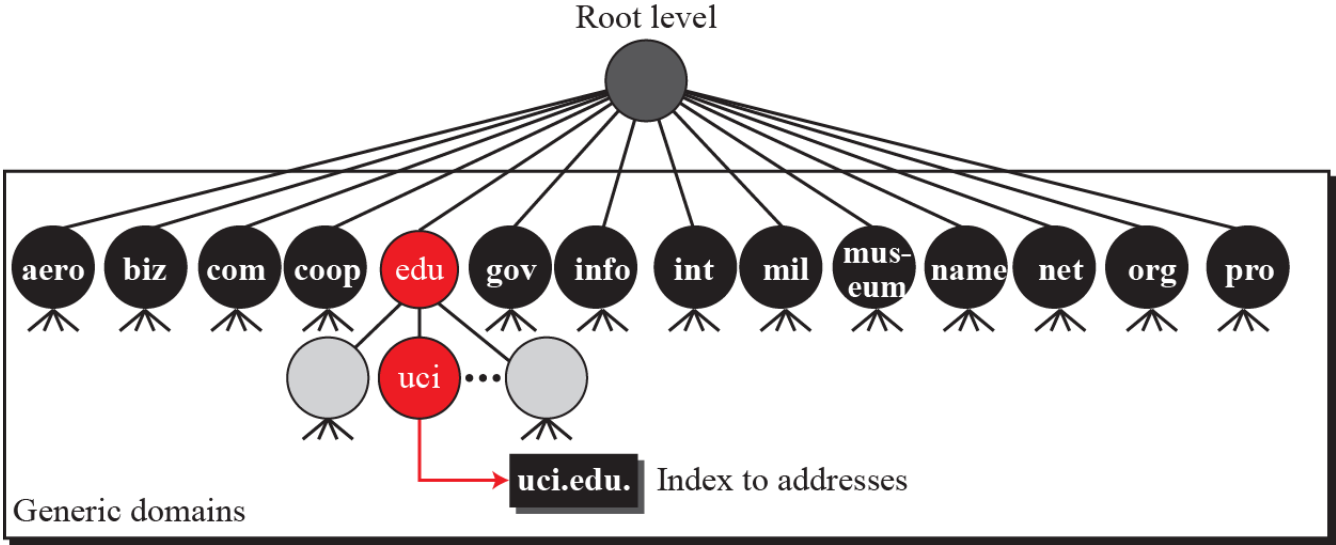 Root level
aero
biz
com
coop
edu
gov
info
int
mil
mus-
eum
name
net
org
pro
uci
uci.edu.
Index to addresses
Generic domains